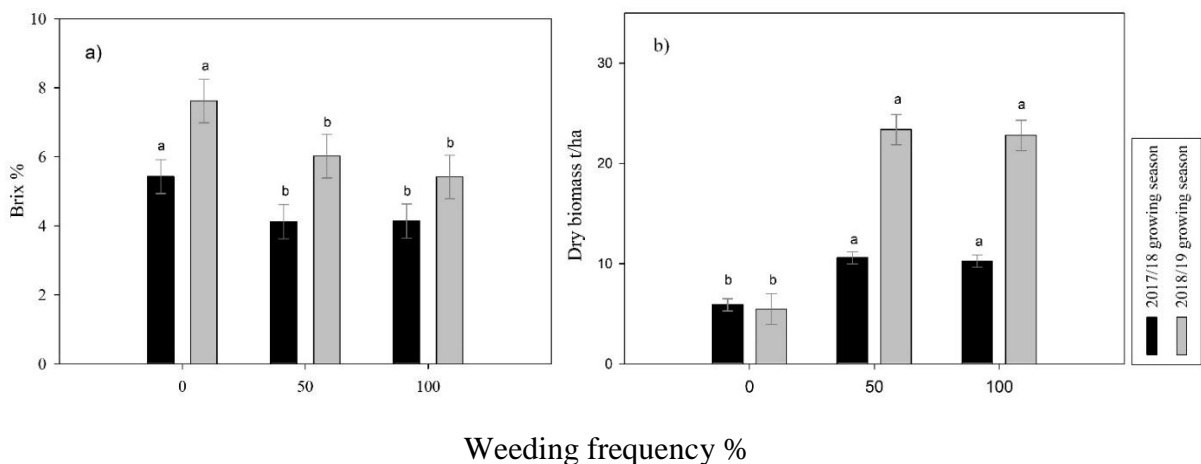 a)
Brix %
10
8
6
4
2
0
a
a
b
b
b
b
0 50 100
b)
Dry biomass t/ha
30
20
10
0
b b
a
a
a
a
0 50 100
2017/18 growing season
2018/19 growing season
Weeding frequency %